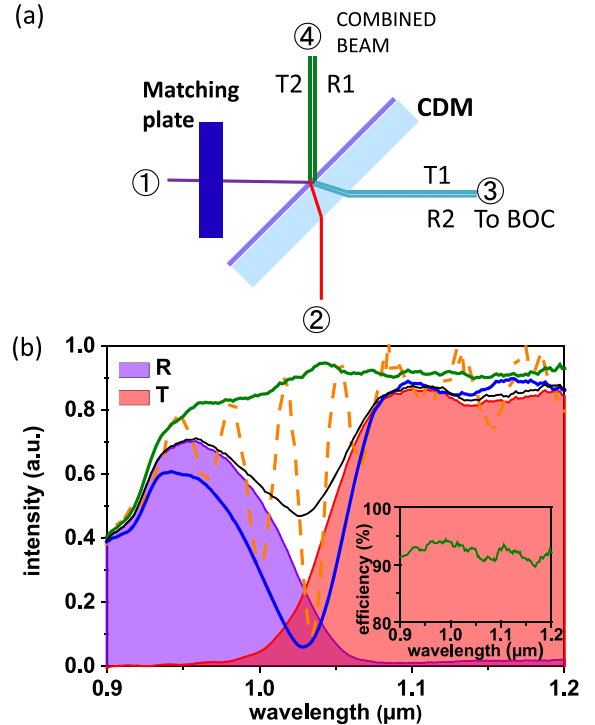 (a)
④ COMBINED
BEAM
T2 R1
Matching
plate
CDM
①
T1
③
R2 To BOC
②
(b)
1.0
0.8
0.6
0.4
0.2
0.0
intensity (a.u.)
R
T
100
90
80
efficiency (%)
0.9 1.0 1.1 1.2
wavelength (μm)
0.9 1.0 1.1 1.2
wavelength (μm)